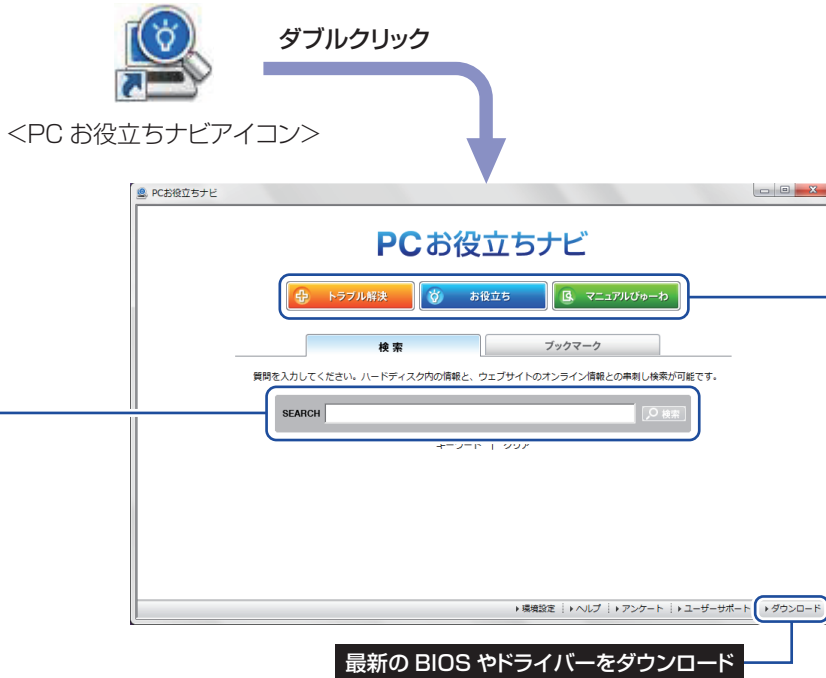 ダブルクリック
<PC お役立ちナビアイコン>
PCお役立ちナビ
PCお役立ちナビ
トラブル解決 お役立ち マニュアルびゅーわ
検 索 ブックマーク
質問を入力してください。ハードディスク内の情報と、ウェブサイトのオンライン情報との串刺し検索が可能です。
SEARCH 検索
キーワード | クリア
環境設定 ヘルプ アンケート ユーザーサポート ダウンロード
最新の BIOS やドライバーをダウンロード